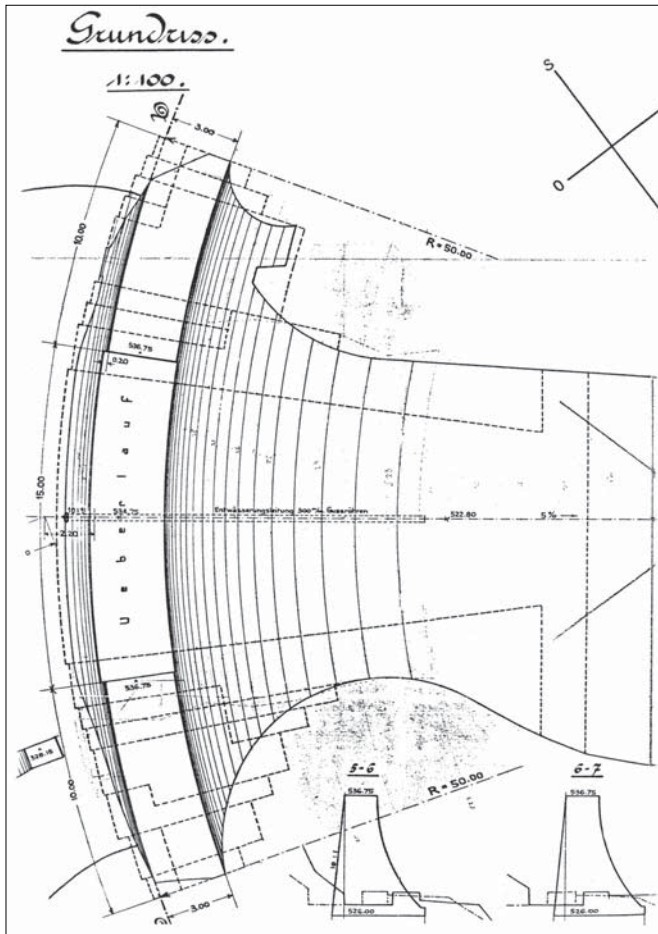 Grundriss.
1:100.
S
O
3.00
10.00
R = 50.00
536.75
0.20
Ueberlauf
15.00
534.75
Entwässerungsleitung 300 m/m Gussröhren
522.80
5%
2.20
536.75
528.15
10.00
R = 50.00
3.00
5-6
536.75
526.00
6-7
536.75
526.00